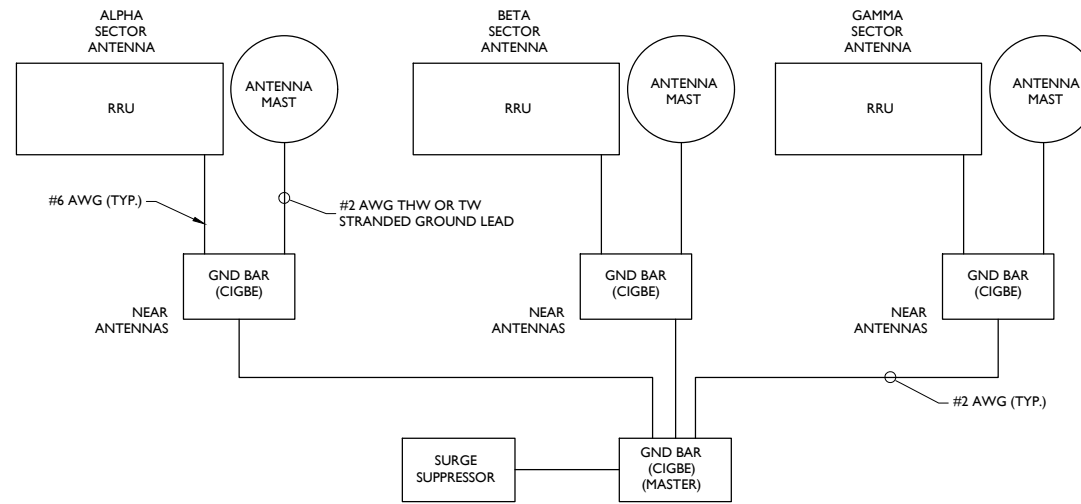 ALPHA
SECTOR
ANTENNA
BETA
SECTOR
ANTENNA
GAMMA
SECTOR
ANTENNA
RRU
ANTENNA
MAST
RRU
ANTENNA
MAST
RRU
ANTENNA
MAST
#6 AWG (TYP.)
#2 AWG THW OR TW
STRANDED GROUND LEAD
GND BAR
(CIGBE)
GND BAR
(CIGBE)
GND BAR
(CIGBE)
NEAR
ANTENNAS
NEAR
ANTENNAS
NEAR
ANTENNAS
#2 AWG (TYP.)
SURGE
SUPPRESSOR
GND BAR
(CIGBE)
(MASTER)